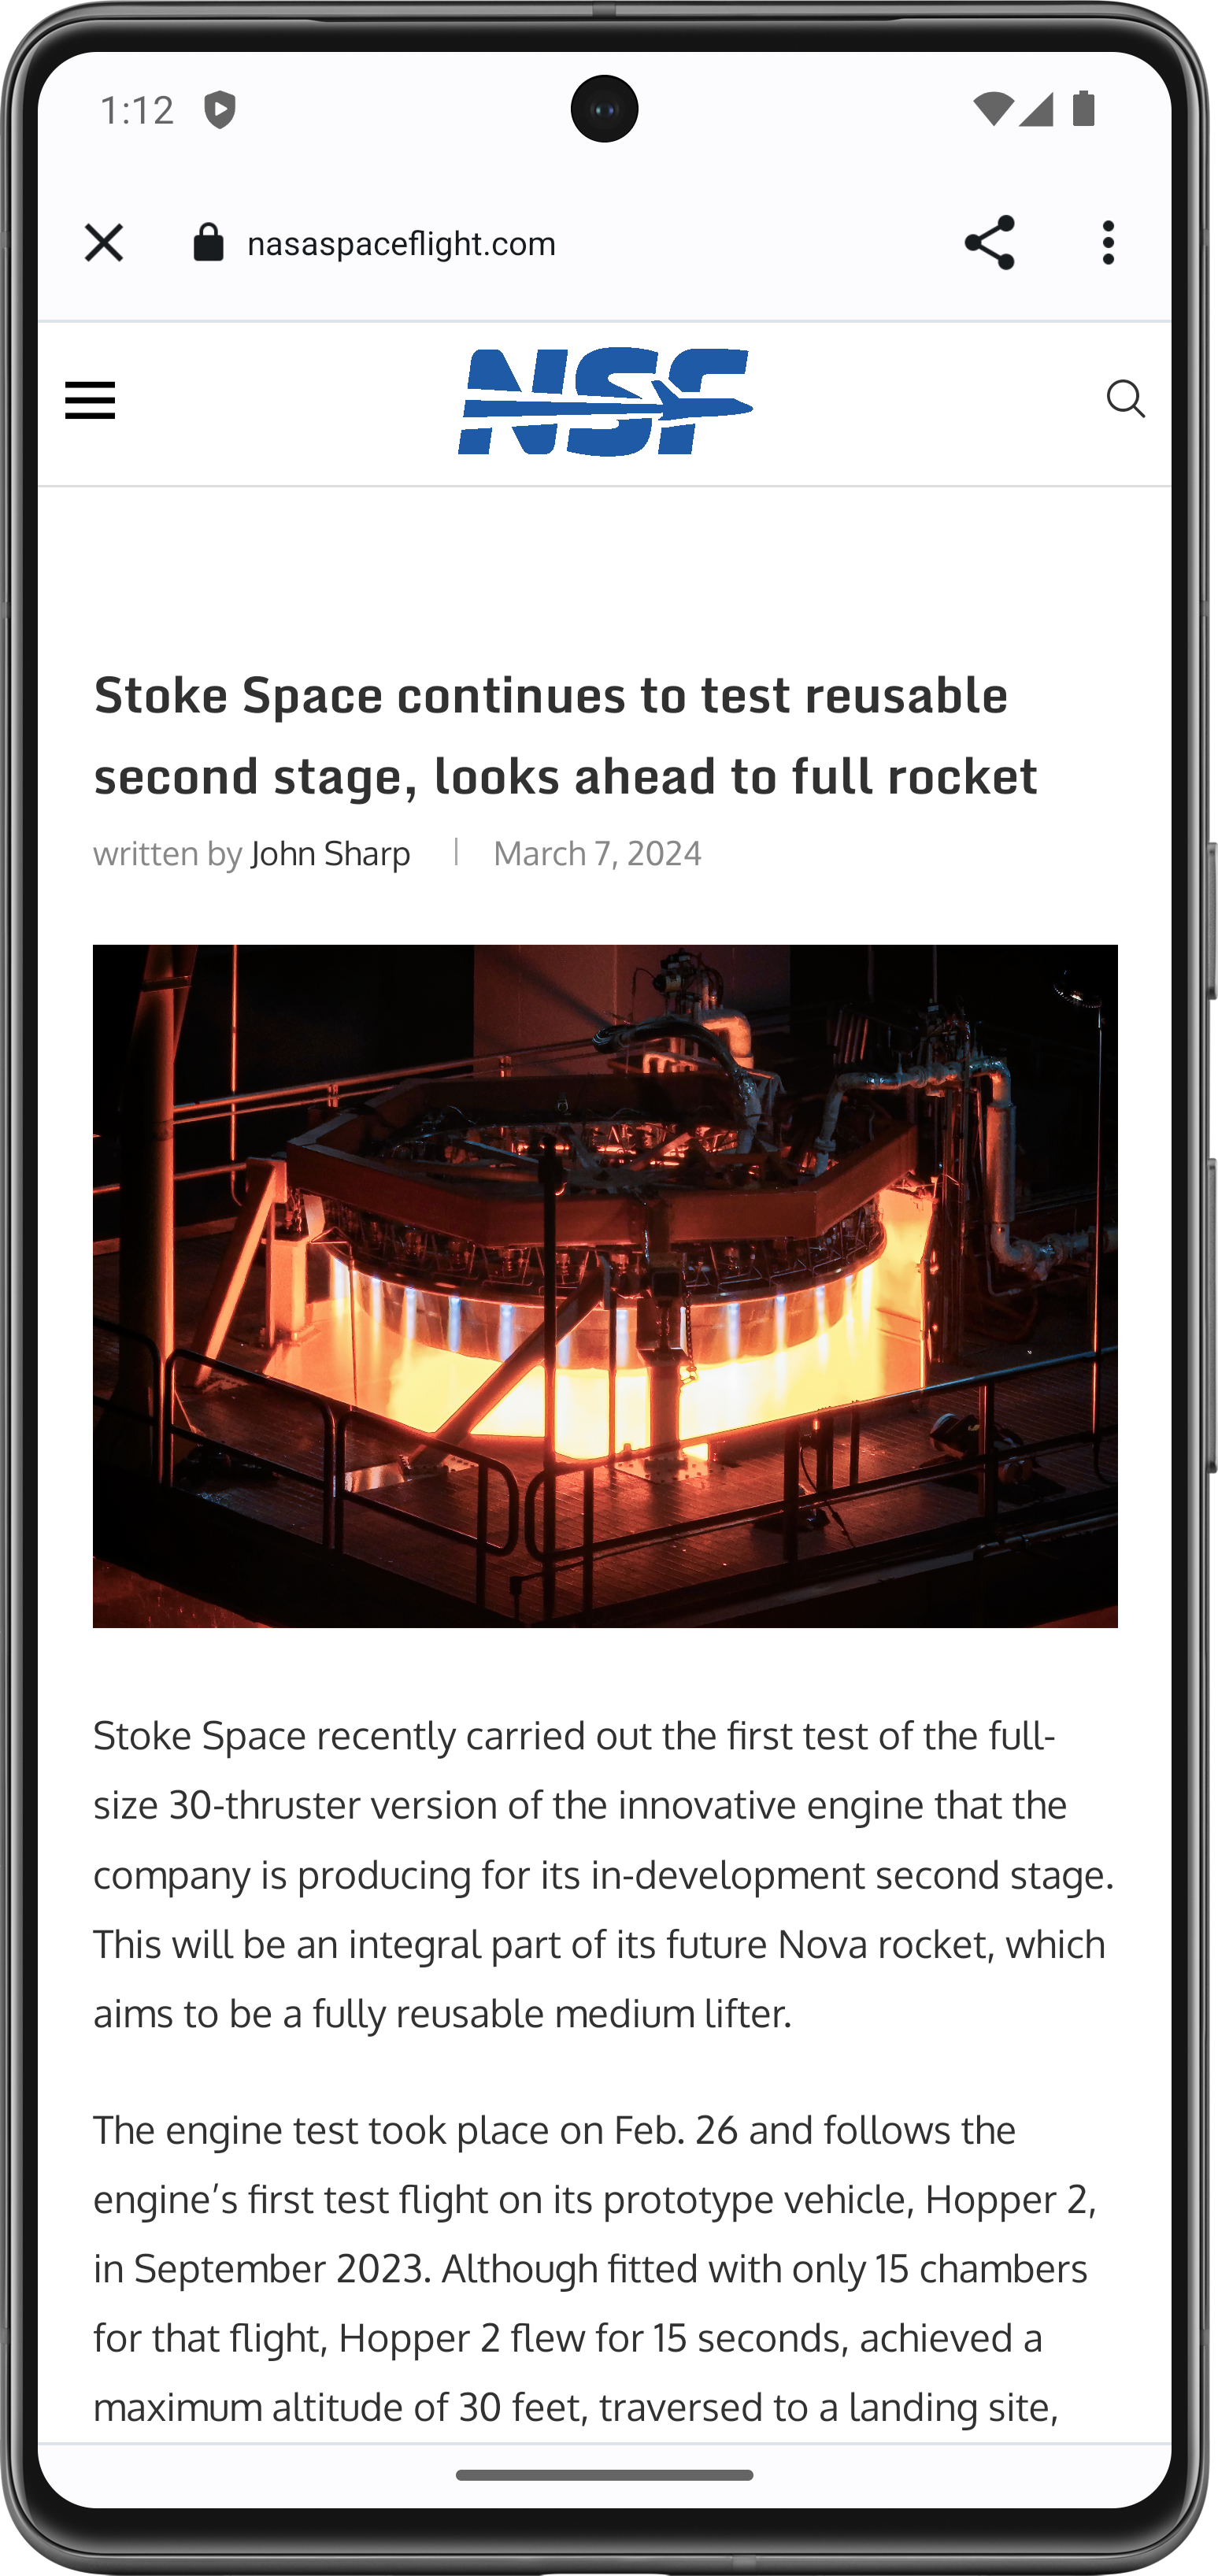 1:12
nasaspaceflight.com
NSF
Stoke Space continues to test reusable
second stage, looks ahead to full rocket
written by John Sharp | March 7, 2024
Stoke Space recently carried out the first test of the full-
size 30-thruster version of the innovative engine that the
company is producing for its in-development second stage.
This will be an integral part of its future Nova rocket, which
aims to be a fully reusable medium lifter.
The engine test took place on Feb. 26 and follows the
engine’s first test flight on its prototype vehicle, Hopper 2,
in September 2023. Although fitted with only 15 chambers
for that flight, Hopper 2 flew for 15 seconds, achieved a
maximum altitude of 30 feet, traversed to a landing site,